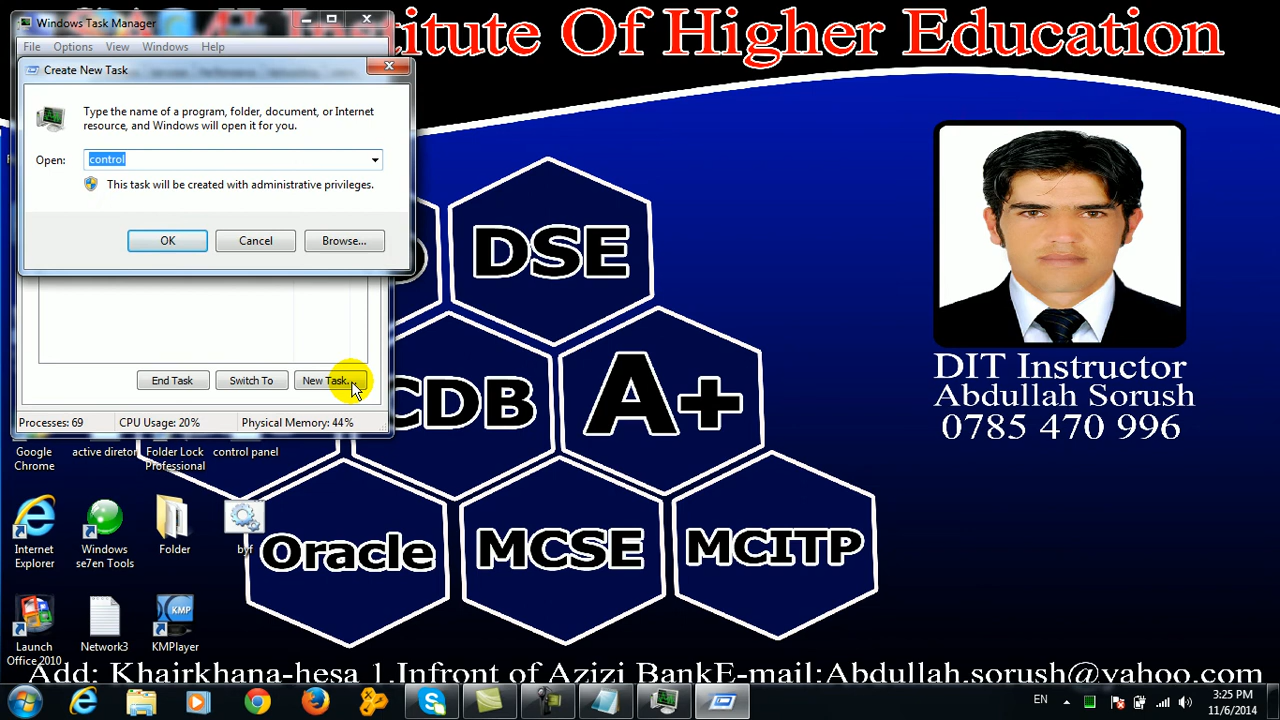 Windows Task Manager
File Options View Windows Help
Create New Task
Type the name of a program, folder, document, or Internet
resource, and Windows will open it for you.
Open: control
This task will be created with administrative privileges.
OK Cancel Browse...
End Task Switch To New Task...
Processes: 69 CPU Usage: 20% Physical Memory: 44%
titute Of Higher Education
DSE
CDB
A+
Oracle
MCSE
MCITP
DIT Instructor
Abdullah Sorush
0785 470 996
Google
Chrome
active diretor
Folder Lock
Professional
control panel
Internet
Explorer
Windows
se7en Tools
Folder
byf
Launch
Office 2010
Network3
KMPlayer
Add: Khairkhana-hesa 1.Infront of Azizi BankE-mail:Abdullah.sorush@yahoo.com
EN
3:25 PM
11/6/2014